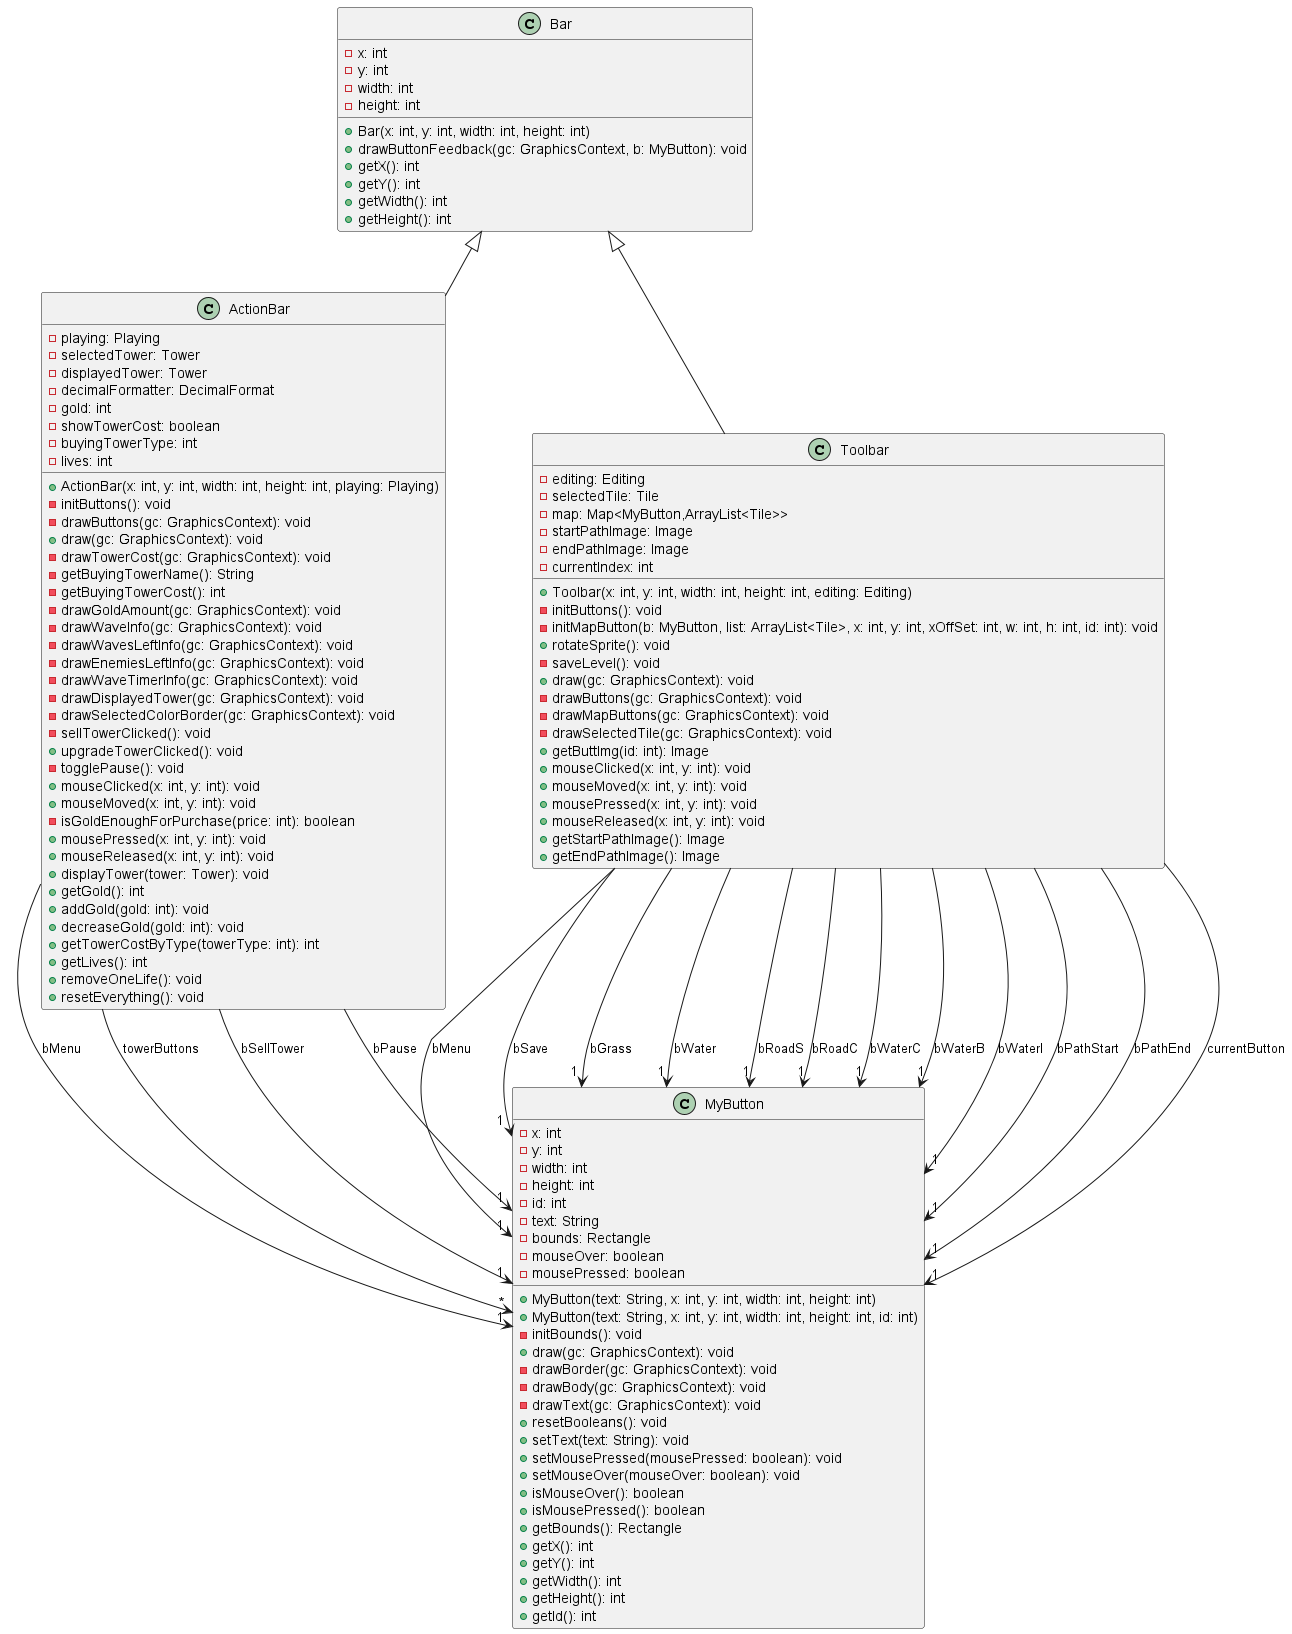 C Bar
x: int
y: int
width: int
height: int
Bar(x: int, y: int, width: int, height: int)
drawButtonFeedback(gc: GraphicsContext, b: MyButton): void
getX(): int
getY(): int
getWidth(): int
getHeight(): int
C ActionBar
playing: Playing
selectedTower: Tower
displayedTower: Tower
decimalFormatter: DecimalFormat
gold: int
showTowerCost: boolean
buyingTowerType: int
lives: int
ActionBar(x: int, y: int, width: int, height: int, playing: Playing)
initButtons(): void
drawButtons(gc: GraphicsContext): void
draw(gc: GraphicsContext): void
drawTowerCost(gc: GraphicsContext): void
getBuyingTowerName(): String
getBuyingTowerCost(): int
drawGoldAmount(gc: GraphicsContext): void
drawWaveInfo(gc: GraphicsContext): void
drawWavesLeftInfo(gc: GraphicsContext): void
drawEnemiesLeftInfo(gc: GraphicsContext): void
drawWaveTimerInfo(gc: GraphicsContext): void
drawDisplayedTower(gc: GraphicsContext): void
drawSelectedColorBorder(gc: GraphicsContext): void
sellTowerClicked(): void
upgradeTowerClicked(): void
togglePause(): void
mouseClicked(x: int, y: int): void
mouseMoved(x: int, y: int): void
isGoldEnoughForPurchase(price: int): boolean
mousePressed(x: int, y: int): void
mouseReleased(x: int, y: int): void
displayTower(tower: Tower): void
getGold(): int
addGold(gold: int): void
decreaseGold(gold: int): void
getTowerCostByType(towerType: int): int
getLives(): int
removeOneLife(): void
resetEverything(): void
C Toolbar
editing: Editing
selectedTile: Tile
map: Map<MyButton,ArrayList<Tile>>
startPathImage: Image
endPathImage: Image
currentIndex: int
Toolbar(x: int, y: int, width: int, height: int, editing: Editing)
initButtons(): void
initMapButton(b: MyButton, list: ArrayList<Tile>, x: int, y: int, xOffSet: int, w: int, h: int, id: int): void
rotateSprite(): void
saveLevel(): void
draw(gc: GraphicsContext): void
drawButtons(gc: GraphicsContext): void
drawMapButtons(gc: GraphicsContext): void
drawSelectedTile(gc: GraphicsContext): void
getButtImg(id: int): Image
mouseClicked(x: int, y: int): void
mouseMoved(x: int, y: int): void
mousePressed(x: int, y: int): void
mouseReleased(x: int, y: int): void
getStartPathImage(): Image
getEndPathImage(): Image
bMenu towerButtons bSellTower bPause bMenu bSave bGrass bWater bRoadS bRoadC bWaterC bWaterB bWaterI bPathStart bPathEnd currentButton
1 1 1 1 1 1
1
1
1
1
1
1
1
1
*
1
C MyButton
x: int
y: int
width: int
height: int
id: int
text: String
bounds: Rectangle
mouseOver: boolean
mousePressed: boolean
MyButton(text: String, x: int, y: int, width: int, height: int)
MyButton(text: String, x: int, y: int, width: int, height: int, id: int)
initBounds(): void
draw(gc: GraphicsContext): void
drawBorder(gc: GraphicsContext): void
drawBody(gc: GraphicsContext): void
drawText(gc: GraphicsContext): void
resetBooleans(): void
setText(text: String): void
setMousePressed(mousePressed: boolean): void
setMouseOver(mouseOver: boolean): void
isMouseOver(): boolean
isMousePressed(): boolean
getBounds(): Rectangle
getX(): int
getY(): int
getWidth(): int
getHeight(): int
getId(): int